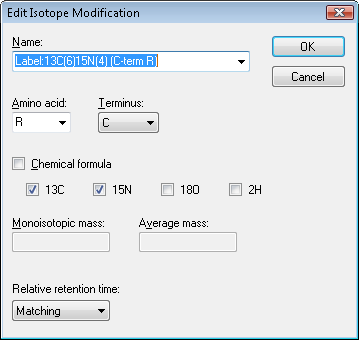 Edit Isotope Modification
Name:
Label:13C(6)15N(4) (C-term R)
OK
Cancel
Amino acid: Terminus:
R C
Chemical formula
13C 15N 18O 2H
Monoisotopic mass: Average mass:
Relative retention time:
Matching